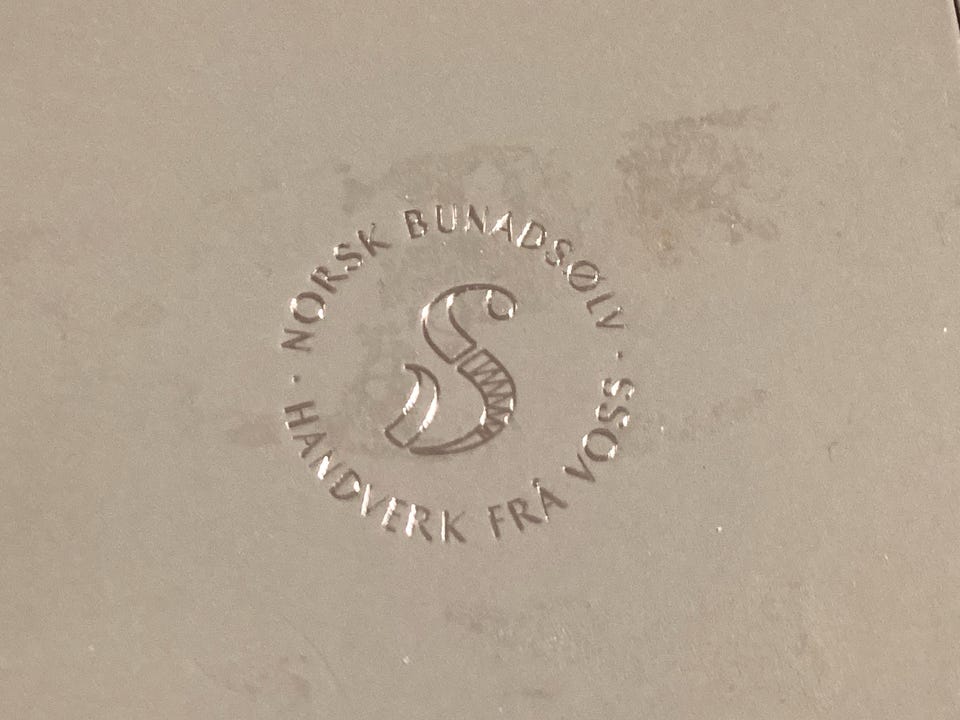 NORSK BUNADSØLV
S
HANDVERK FRÅ VOSS